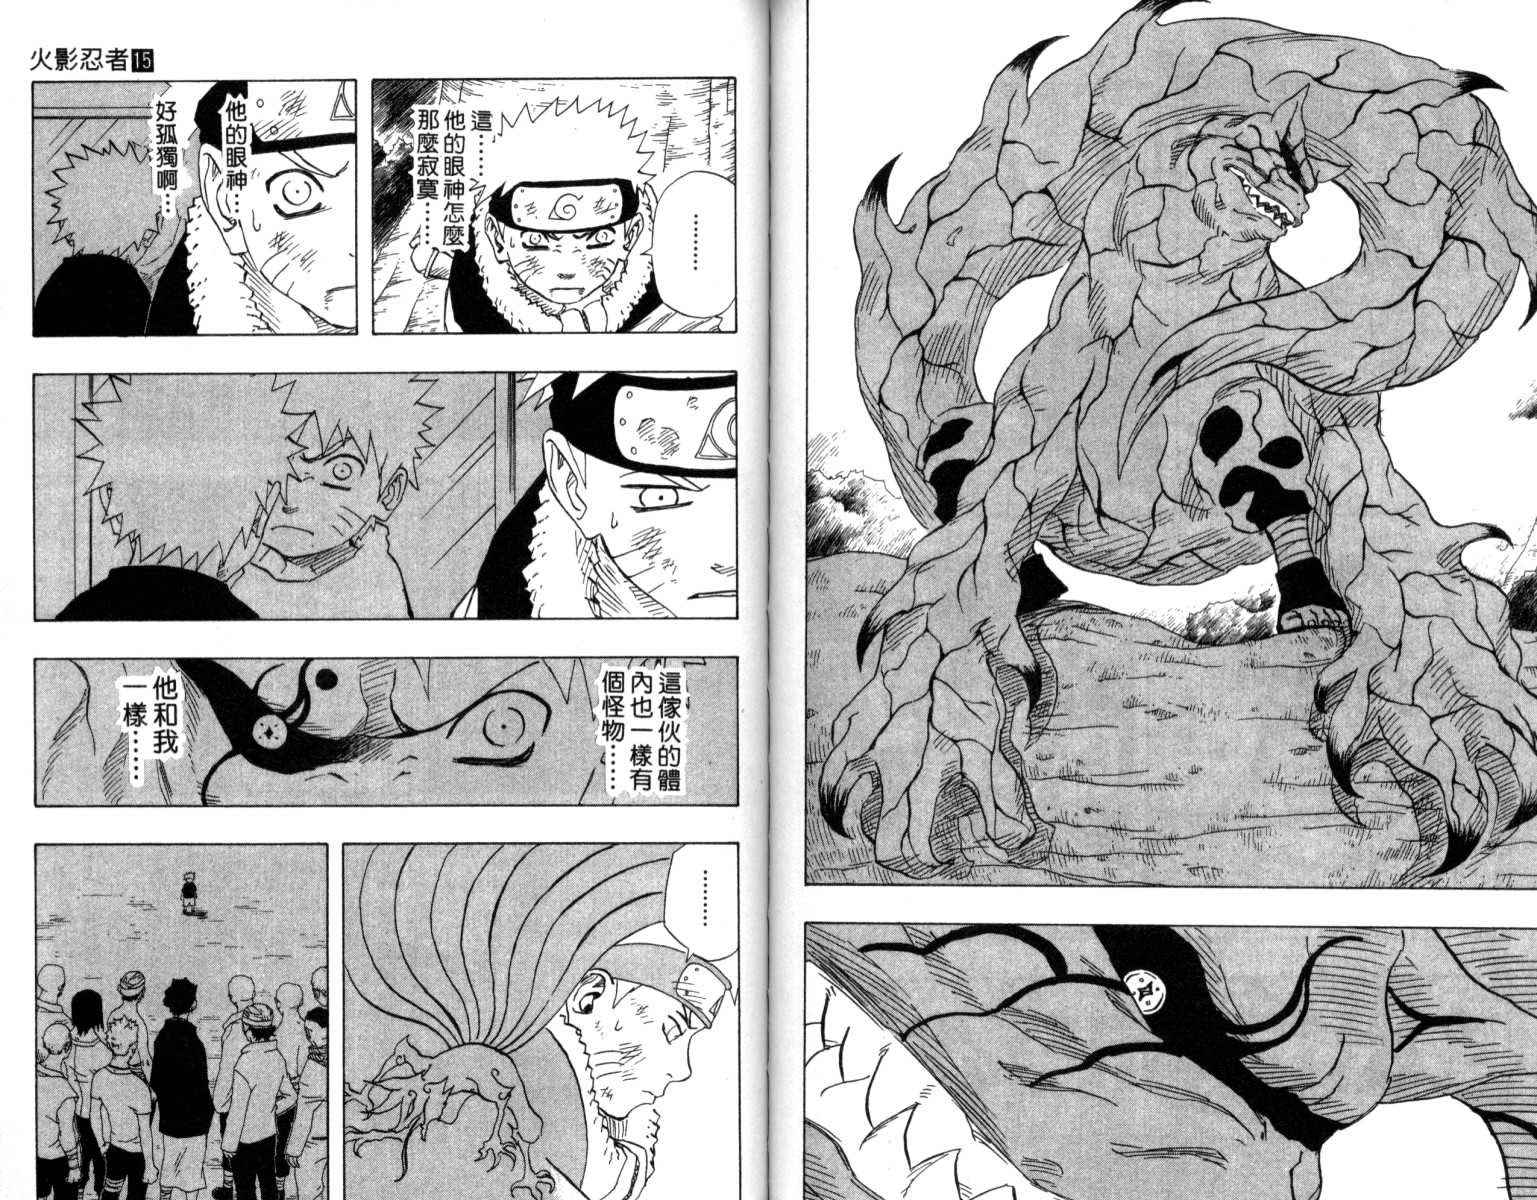 火影忍者15
………
這………
他的眼神怎麼
那麼寂寞……
他的眼神…
好孤獨啊…
這傢伙的體
內也一樣有
個怪物……
他和我
一樣……
………